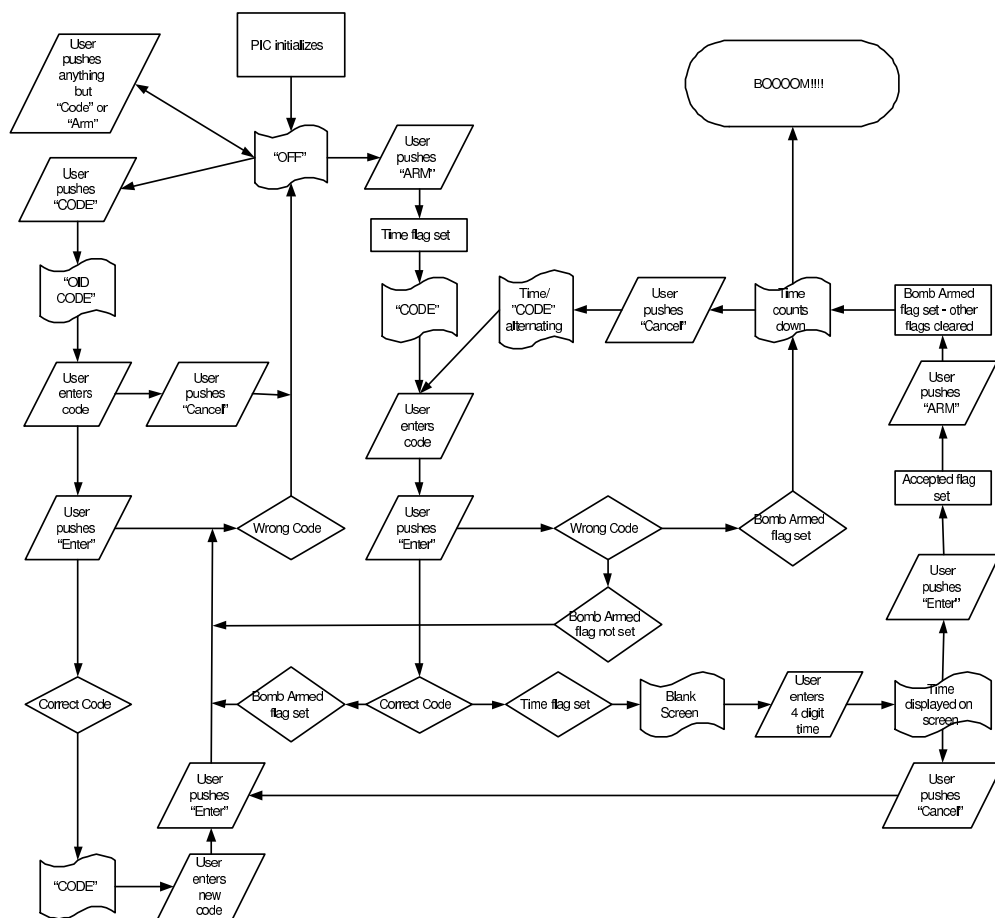 User
pushes
anything
but
“Code” or
“Arm”
PIC initializes
BOOOOM!!!!
“OFF”
User
pushes
“ARM”
User
pushes
“CODE”
Time flag set
“OlD
CODE”
“CODE”
Time/
”CODE”
alternating
User
pushes
“Cancel”
Time
counts
down
Bomb Armed
flag set - other
flags cleared
User
enters
code
User
pushes
“Cancel”
User
enters
code
User
pushes
“ARM”
Accepted flag
set
User
pushes
“Enter”
Wrong Code
User
pushes
“Enter”
Wrong Code
Bomb Armed
flag set
User
pushes
“Enter”
Bomb Armed
flag not set
Correct Code
Bomb Armed
flag set
Correct Code
Time flag set
Blank
Screen
User
enters
4 digit
time
Time
displayed on
screen
User
pushes
“Enter”
User
pushes
“Cancel”
“CODE”
User
enters
new
code